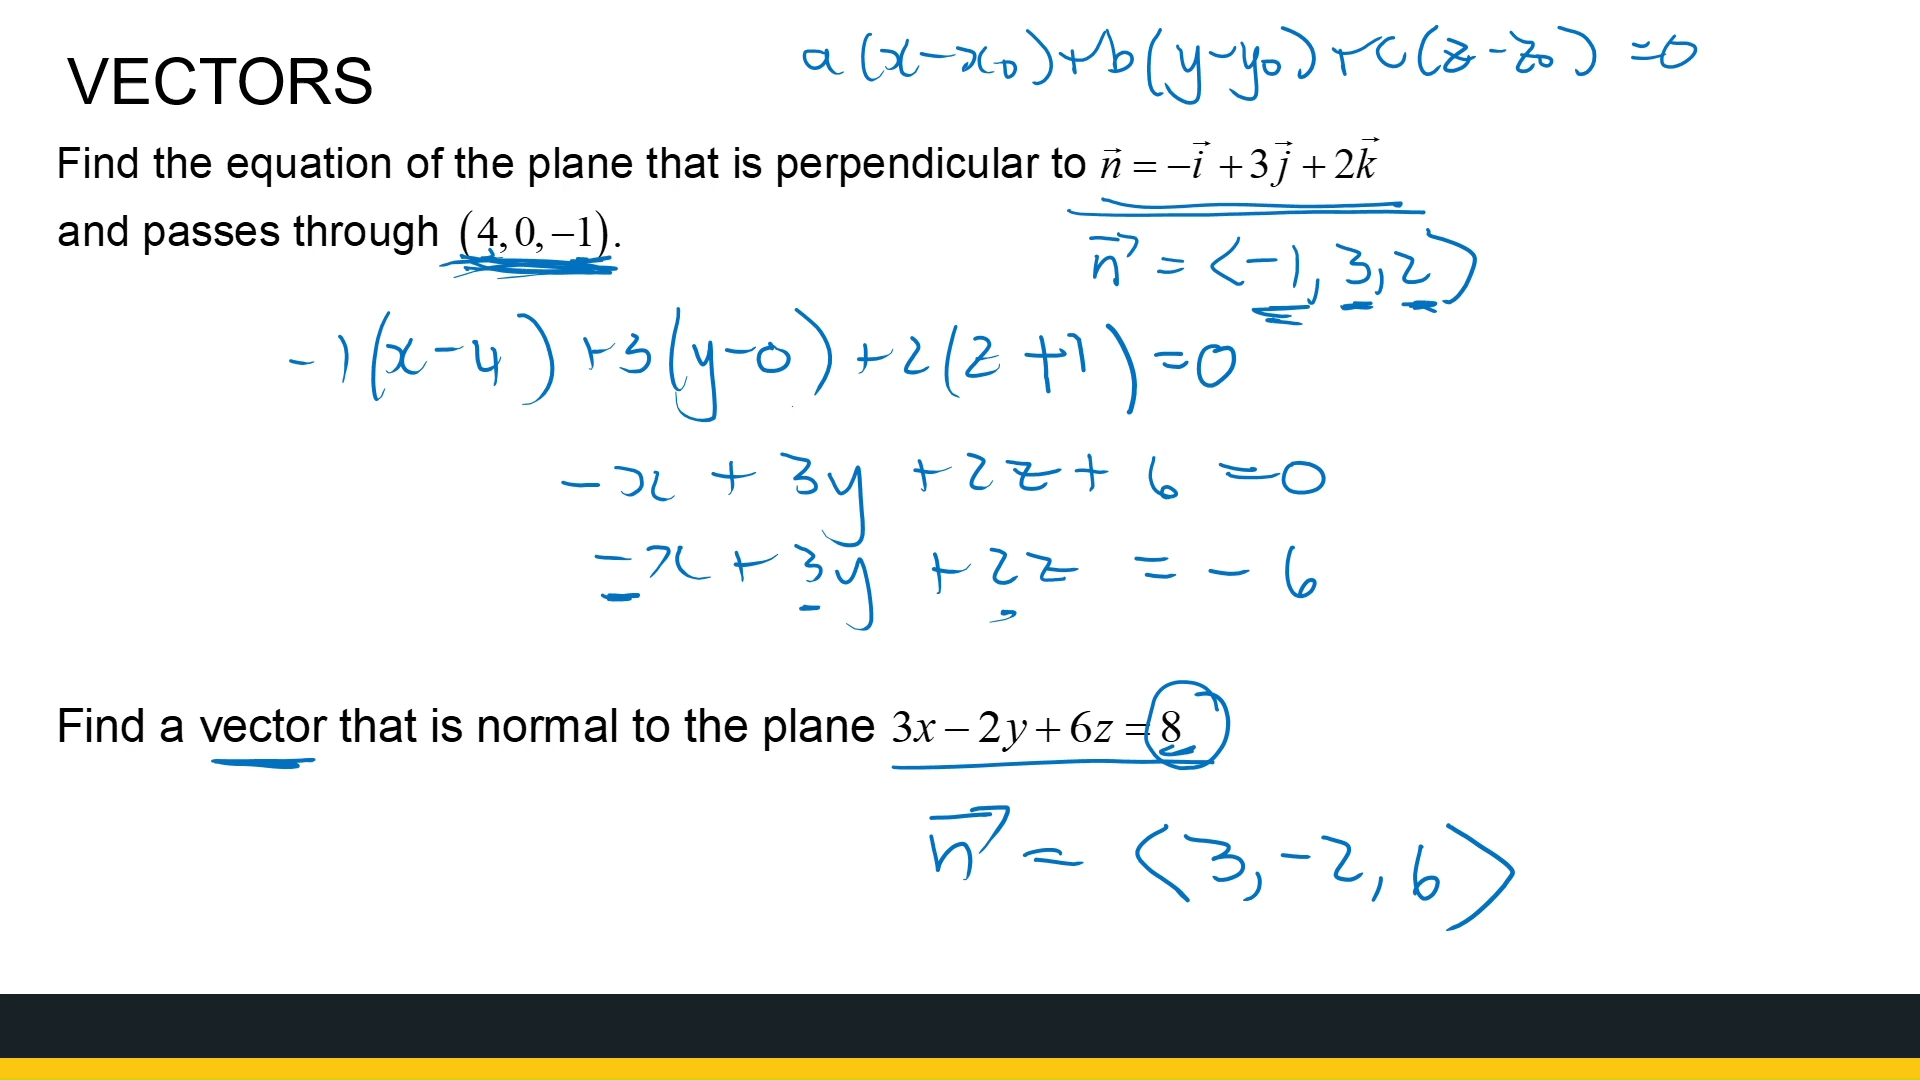 a(x-x₀)+b(y-y₀)+c(z-z₀)=0
VECTORS
Find the equation of the plane that is perpendicular to n⃗ = −i⃗ + 3j⃗ + 2k⃗
and passes through (4, 0, −1).
n⃗ = ⟨-1, 3, 2⟩
-1(x-4)+3(y-0)+2(z+1)=0
-x + 3y + 2z + 6 = 0
-x + 3y + 2z = -6
Find a vector that is normal to the plane 3x − 2y + 6z = 8
n⃗ = ⟨3, -2, 6⟩